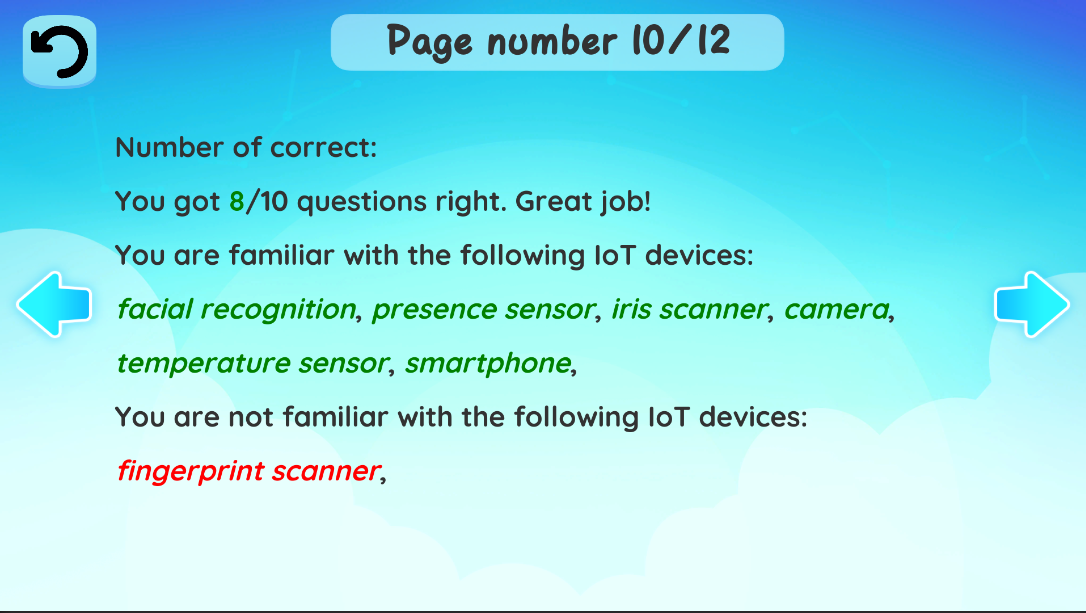 Page number 10/12
Number of correct:
You got 8/10 questions right. Great job!
You are familiar with the following IoT devices:
facial recognition, presence sensor, iris scanner, camera,
temperature sensor, smartphone,
You are not familiar with the following IoT devices:
fingerprint scanner,